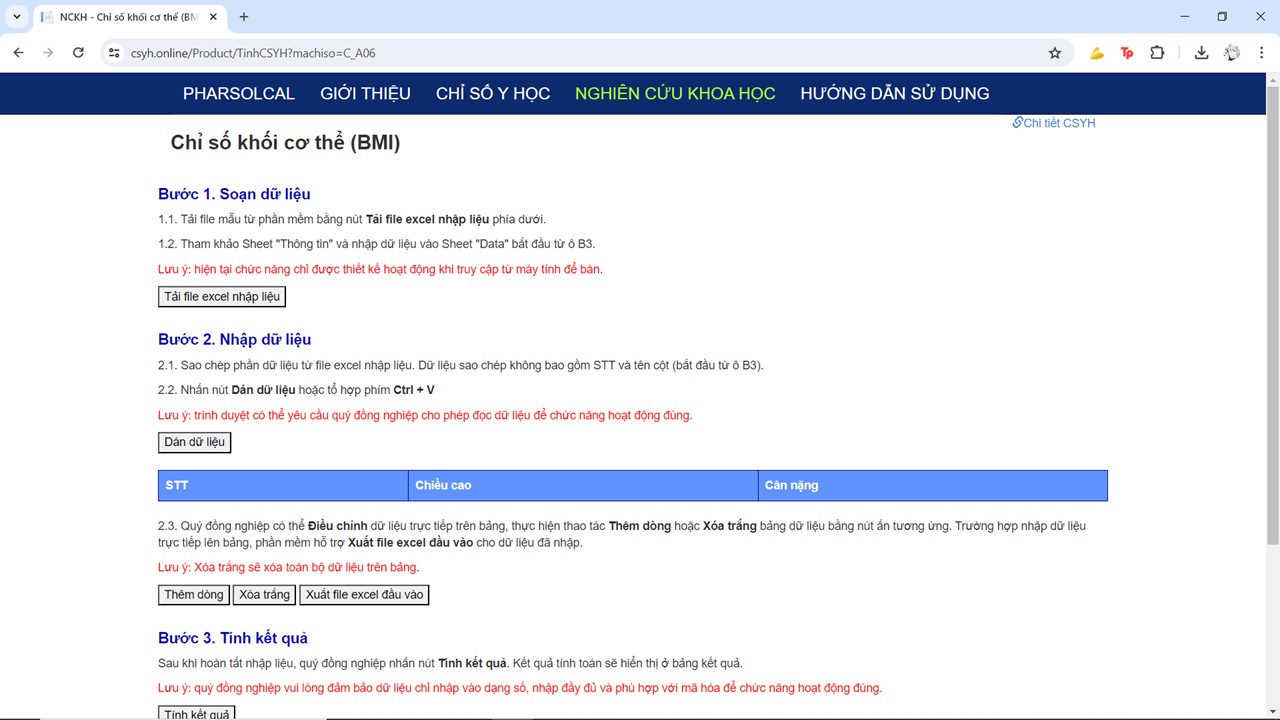 NCKH - Chỉ số khối cơ thể (BM
csyh.online/Product/TinhCSYH?machiso=C_A06
PHARSOLCAL GIỚI THIỆU CHỈ SỐ Y HỌC NGHIÊN CỨU KHOA HỌC HƯỚNG DẪN SỬ DỤNG
Chi tiết CSYH
Chỉ số khối cơ thể (BMI)
Bước 1. Soạn dữ liệu
1.1. Tải file mẫu từ phần mềm bằng nút Tải file excel nhập liệu phía dưới.
1.2. Tham khảo Sheet "Thông tin" và nhập dữ liệu vào Sheet "Data" bắt đầu từ ô B3.
Lưu ý: hiện tại chức năng chỉ được thiết kế hoạt động khi truy cập từ máy tính để bàn.
Tải file excel nhập liệu
Bước 2. Nhập dữ liệu
2.1. Sao chép phần dữ liệu từ file excel nhập liệu. Dữ liệu sao chép không bao gồm STT và tên cột (bắt đầu từ ô B3).
2.2. Nhấn nút Dán dữ liệu hoặc tổ hợp phím Ctrl + V
Lưu ý: trình duyệt có thể yêu cầu quý đồng nghiệp cho phép đọc dữ liệu để chức năng hoạt động đúng.
Dán dữ liệu
STT Chiều cao Cân nặng
2.3. Quý đồng nghiệp có thể Điều chỉnh dữ liệu trực tiếp trên bảng, thực hiện thao tác Thêm dòng hoặc Xóa trắng bảng dữ liệu bằng nút ấn tương ứng. Trường hợp nhập dữ liệu
trực tiếp lên bảng, phần mềm hỗ trợ Xuất file excel đầu vào cho dữ liệu đã nhập.
Lưu ý: Xóa trắng sẽ xóa toàn bộ dữ liệu trên bảng.
Thêm dòng Xóa trắng Xuất file excel đầu vào
Bước 3. Tính kết quả
Sau khi hoàn tất nhập liệu, quý đồng nghiệp nhấn nút Tính kết quả. Kết quả tính toán sẽ hiển thị ở bảng kết quả.
Lưu ý: quý đồng nghiệp vui lòng đảm bảo dữ liệu chỉ nhập vào dạng số, nhập đầy đủ và phù hợp với mã hóa để chức năng hoạt động đúng.
Tính kết quả